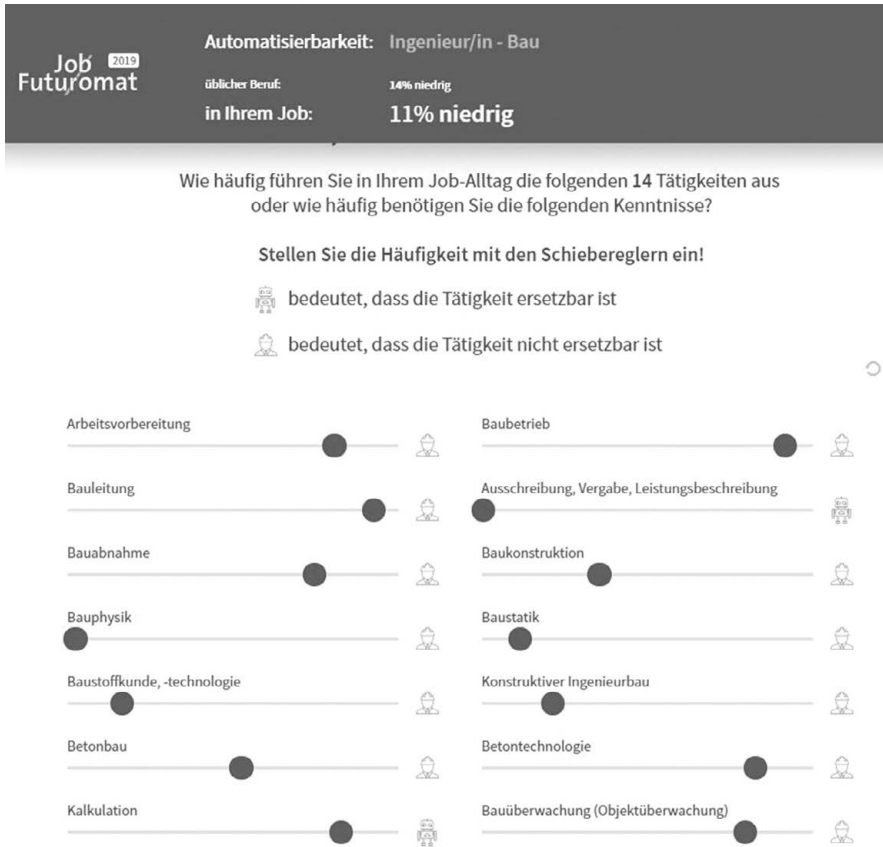 Job 2019
Futuromat
Automatisierbarkeit: Ingenieur/in - Bau
üblicher Beruf: 14% niedrig
in Ihrem Job: 11% niedrig
Wie häufig führen Sie in Ihrem Job-Alltag die folgenden 14 Tätigkeiten aus
oder wie häufig benötigen Sie die folgenden Kenntnisse?
Stellen Sie die Häufigkeit mit den Schiebereglern ein!
bedeutet, dass die Tätigkeit ersetzbar ist
bedeutet, dass die Tätigkeit nicht ersetzbar ist
Arbeitsvorbereitung
Baubetrieb
Bauleitung
Ausschreibung, Vergabe, Leistungsbeschreibung
Bauabnahme
Baukonstruktion
Bauphysik
Baustatik
Baustoffkunde, -technologie
Konstruktiver Ingenieurbau
Betonbau
Betontechnologie
Kalkulation
Bauüberwachung (Objektüberwachung)